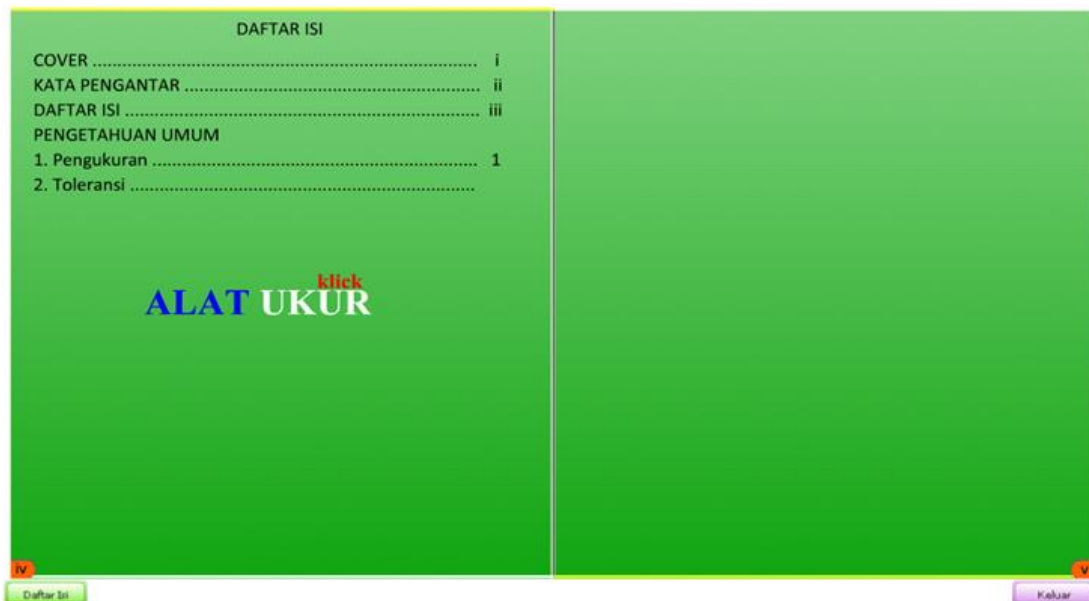 DAFTAR ISI
COVER ........................................................................... i
KATA PENGANTAR ......................................................... ii
DAFTAR ISI ..................................................................... iii
PENGETAHUAN UMUM
1. Pengukuran ............................................................... 1
2. Toleransi ...................................................................
klick
ALAT UKUR
iv
v
Daftar Isi
Keluar